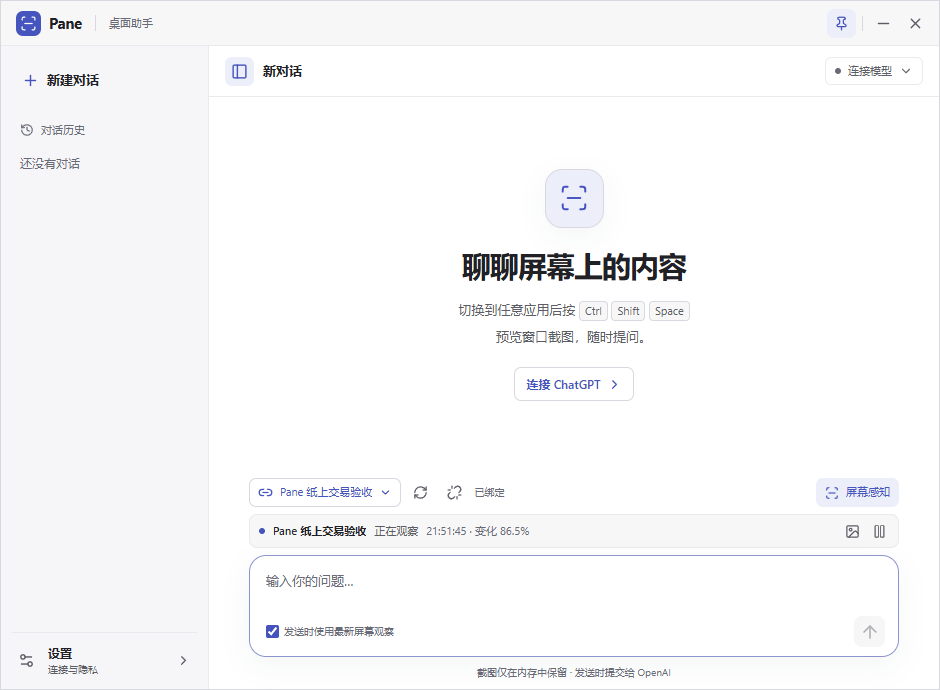 Pane 桌面助手
新建对话
对话历史
还没有对话
设置
连接与隐私
新对话
连接模型
聊聊屏幕上的内容
切换到任意应用后按 Ctrl Shift Space
预览窗口截图，随时提问。
连接 ChatGPT
Pane 纸上交易验收 已绑定 屏幕感知
Pane 纸上交易验收 正在观察 21:51:45 · 变化 86.5%
输入你的问题...
发送时使用最新屏幕观察
截图仅在内存中保留 · 发送时提交给 OpenAI